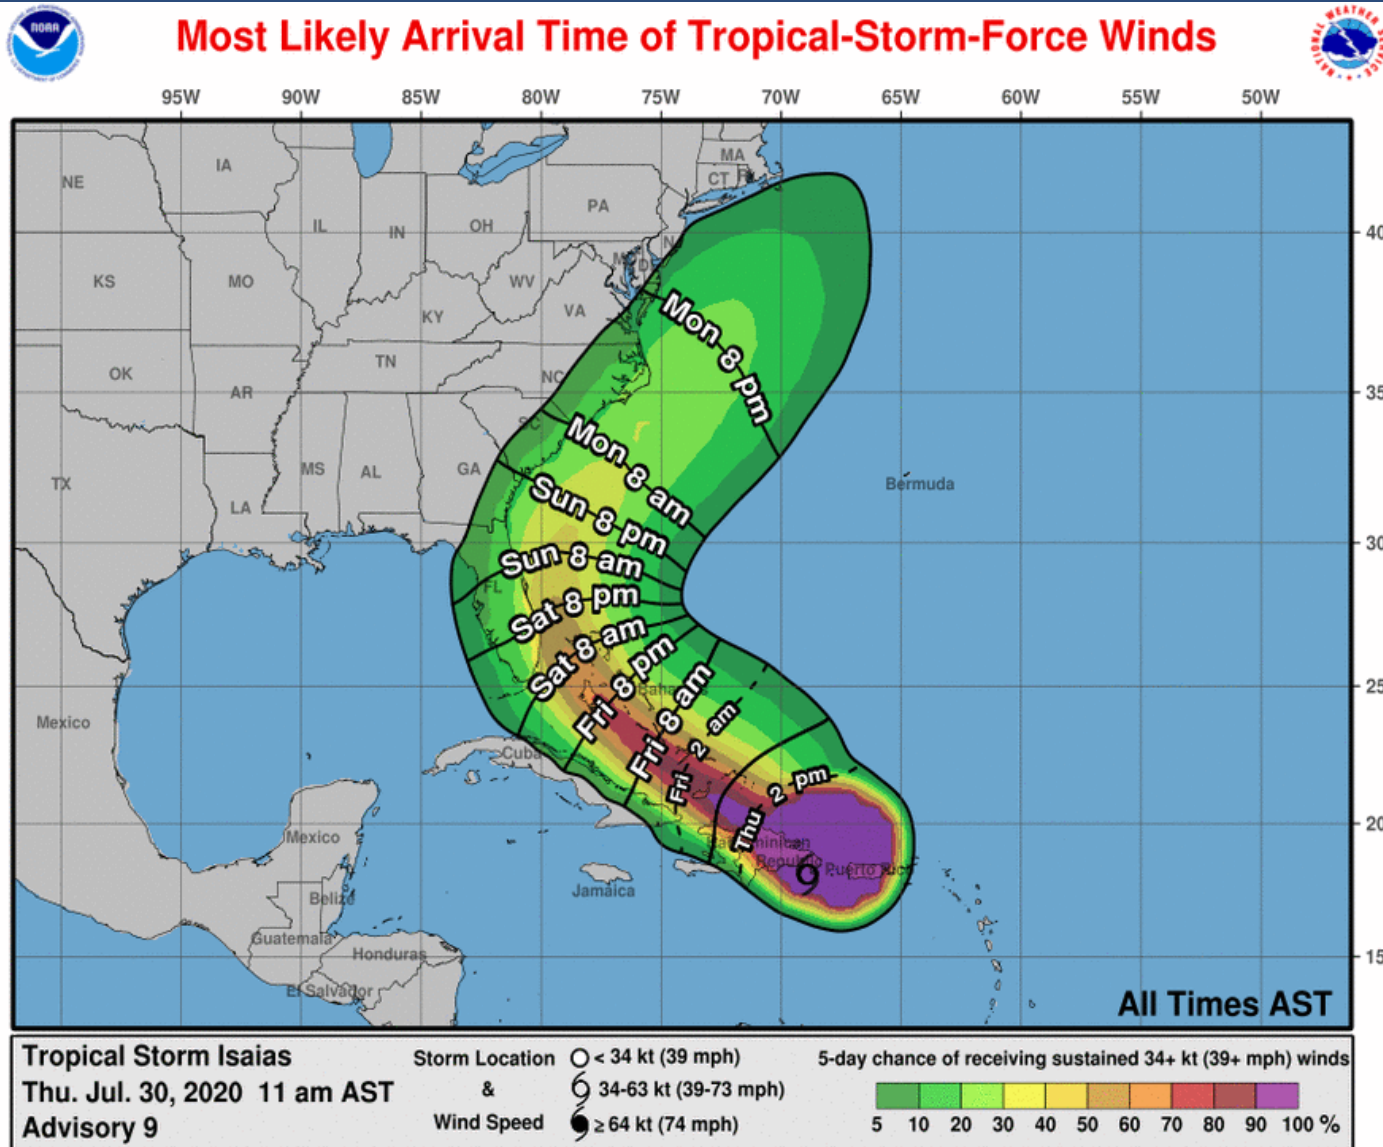 Most Likely Arrival Time of Tropical-Storm-Force Winds
NOAA
NATIONAL WEATHER SERVICE
95W 90W 85W 80W 75W 70W 65W 60W 55W 50W
MA
CT
NE
IA
PA
IL
IN
OH
40
KS
MO
WV
KY
VA
Mon 8 pm
TN
NC
OK
AR
35
SC
Mon 8 am
MS
AL
GA
TX
LA
Bermuda
Sun 8 pm
30
Sun 8 am
FL
Sat 8 pm
Sat 8 am
25
Fri 8 pm
Fri 8 am
Fri 2 am
Mexico
Cuba
Thu 2 pm
20
Mexico
Republic
Puerto Rico
Jamaica
Belize
Guatemala
Honduras
15
El Salvador
All Times AST
Tropical Storm Isaias
Thu. Jul. 30, 2020 11 am AST
Advisory 9
Storm Location
&
Wind Speed
< 34 kt (39 mph)
34-63 kt (39-73 mph)
≥ 64 kt (74 mph)
5-day chance of receiving sustained 34+ kt (39+ mph) winds
5 10 20 30 40 50 60 70 80 90 100 %